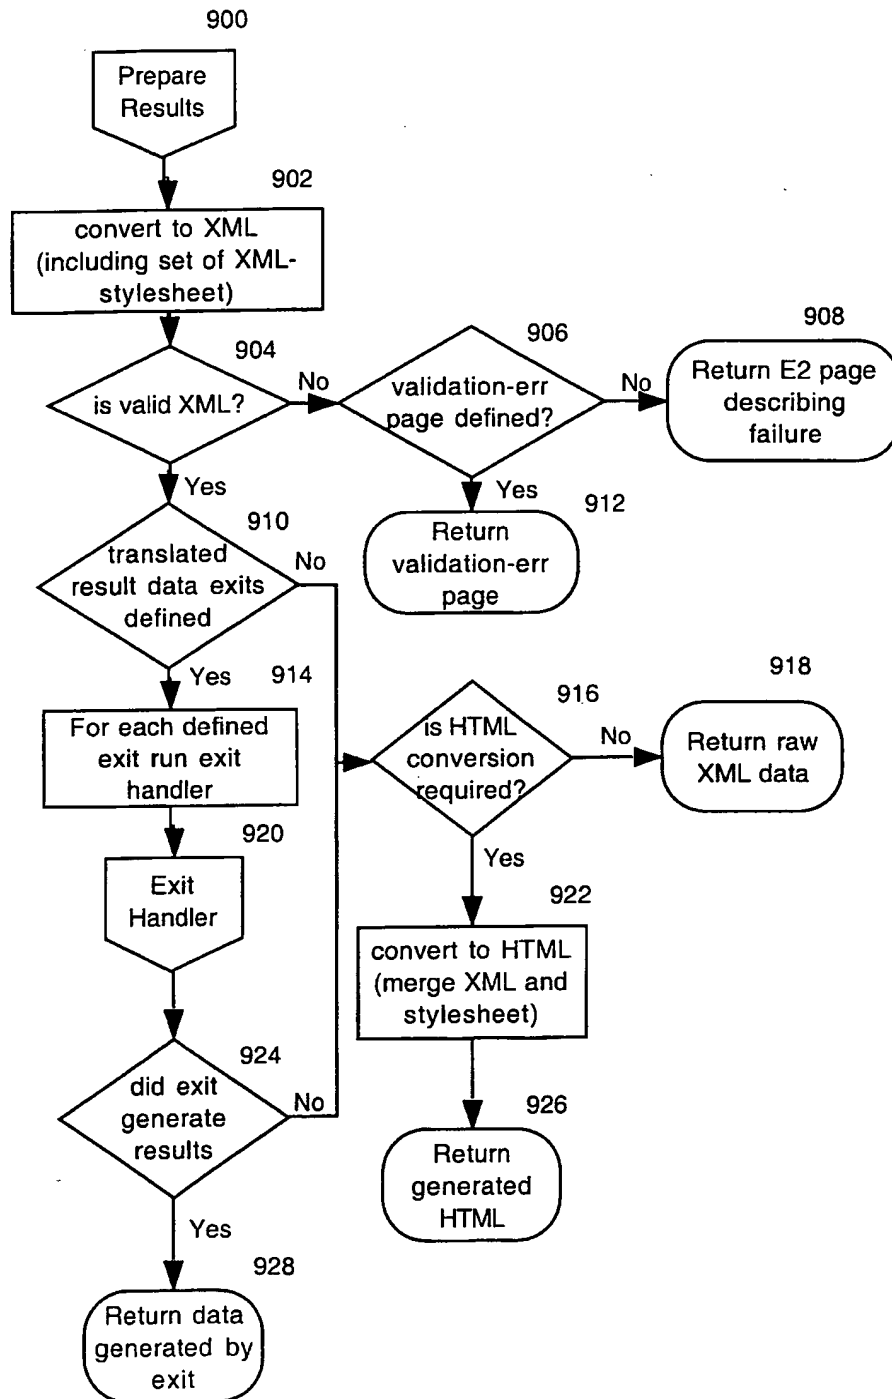 900
Prepare
Results
902
convert to XML
(including set of XML-
stylesheet)
904
is valid XML?
No
906
validation-err
page defined?
No
908
Return E2 page
describing
failure
Yes
912
Return
validation-err
page
Yes
910
translated
result data exits
defined
No
Yes
914
For each defined
exit run exit
handler
916
is HTML
conversion
required?
No
918
Return raw
XML data
920
Exit
Handler
Yes
922
convert to HTML
(merge XML and
stylesheet)
924
did exit
generate
results
No
926
Return
generated
HTML
Yes
928
Return data
generated by
exit